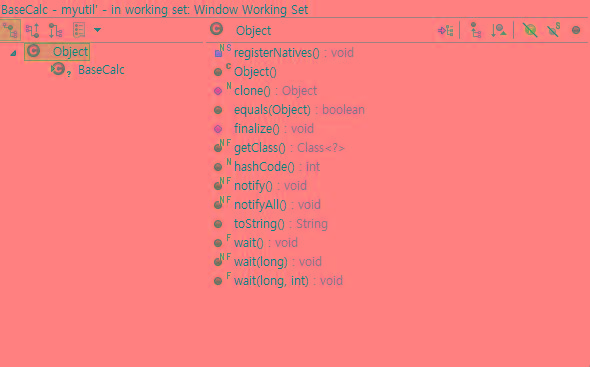 BaseCalc - myutil' - in working set: Window Working Set
Object
BaseCalc
Object
registerNatives() : void
Object()
clone() : Object
equals(Object) : boolean
finalize() : void
getClass() : Class<?>
hashCode() : int
notify() : void
notifyAll() : void
toString() : String
wait() : void
wait(long) : void
wait(long, int) : void